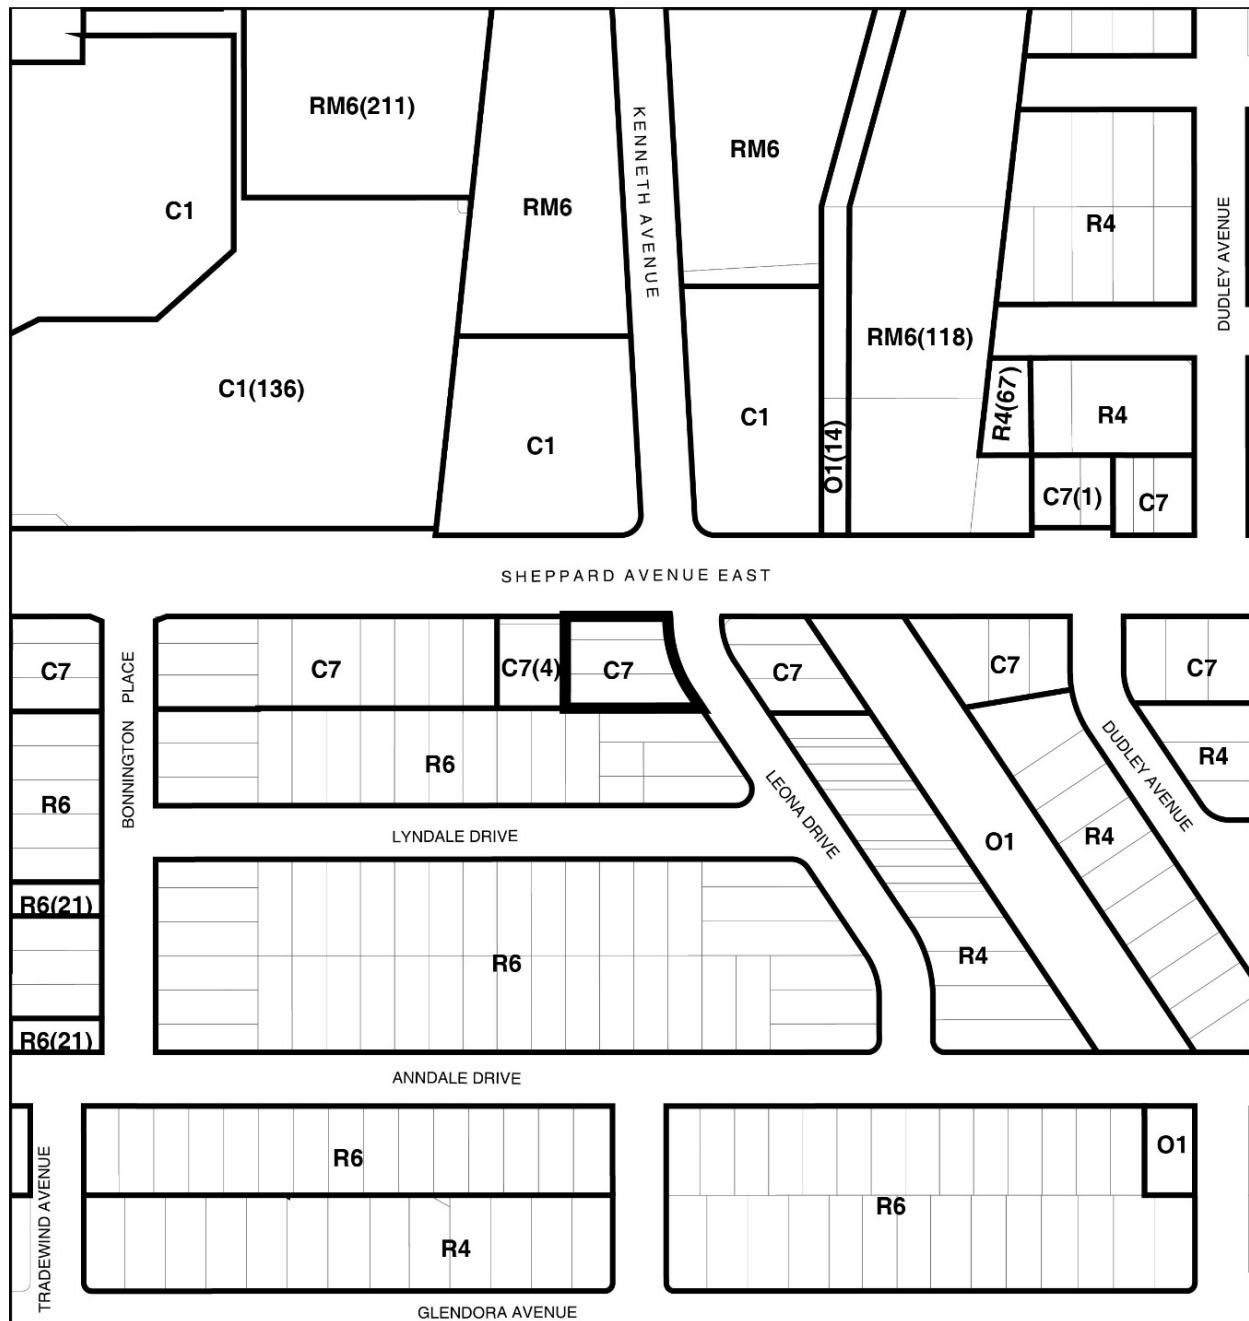 RM6(211)
KENNETH AVENUE
RM6
C1
RM6
R4
DUDLEY AVENUE
RM6(118)
C1(136)
R4(67)
R4
C1
C1
O1(14)
C7(1)
C7
SHEPPARD AVENUE EAST
C7
BONNINGTON PLACE
C7
C7(4)
C7
C7
C7
C7
R6
R4
DUDLEY AVENUE
R6
LEONA DRIVE
LYNDALE DRIVE
O1
R4
R6(21)
R6
R4
R6(21)
ANNDALE DRIVE
TRADEWIND AVENUE
R6
O1
R6
R4
GLENDORA AVENUE